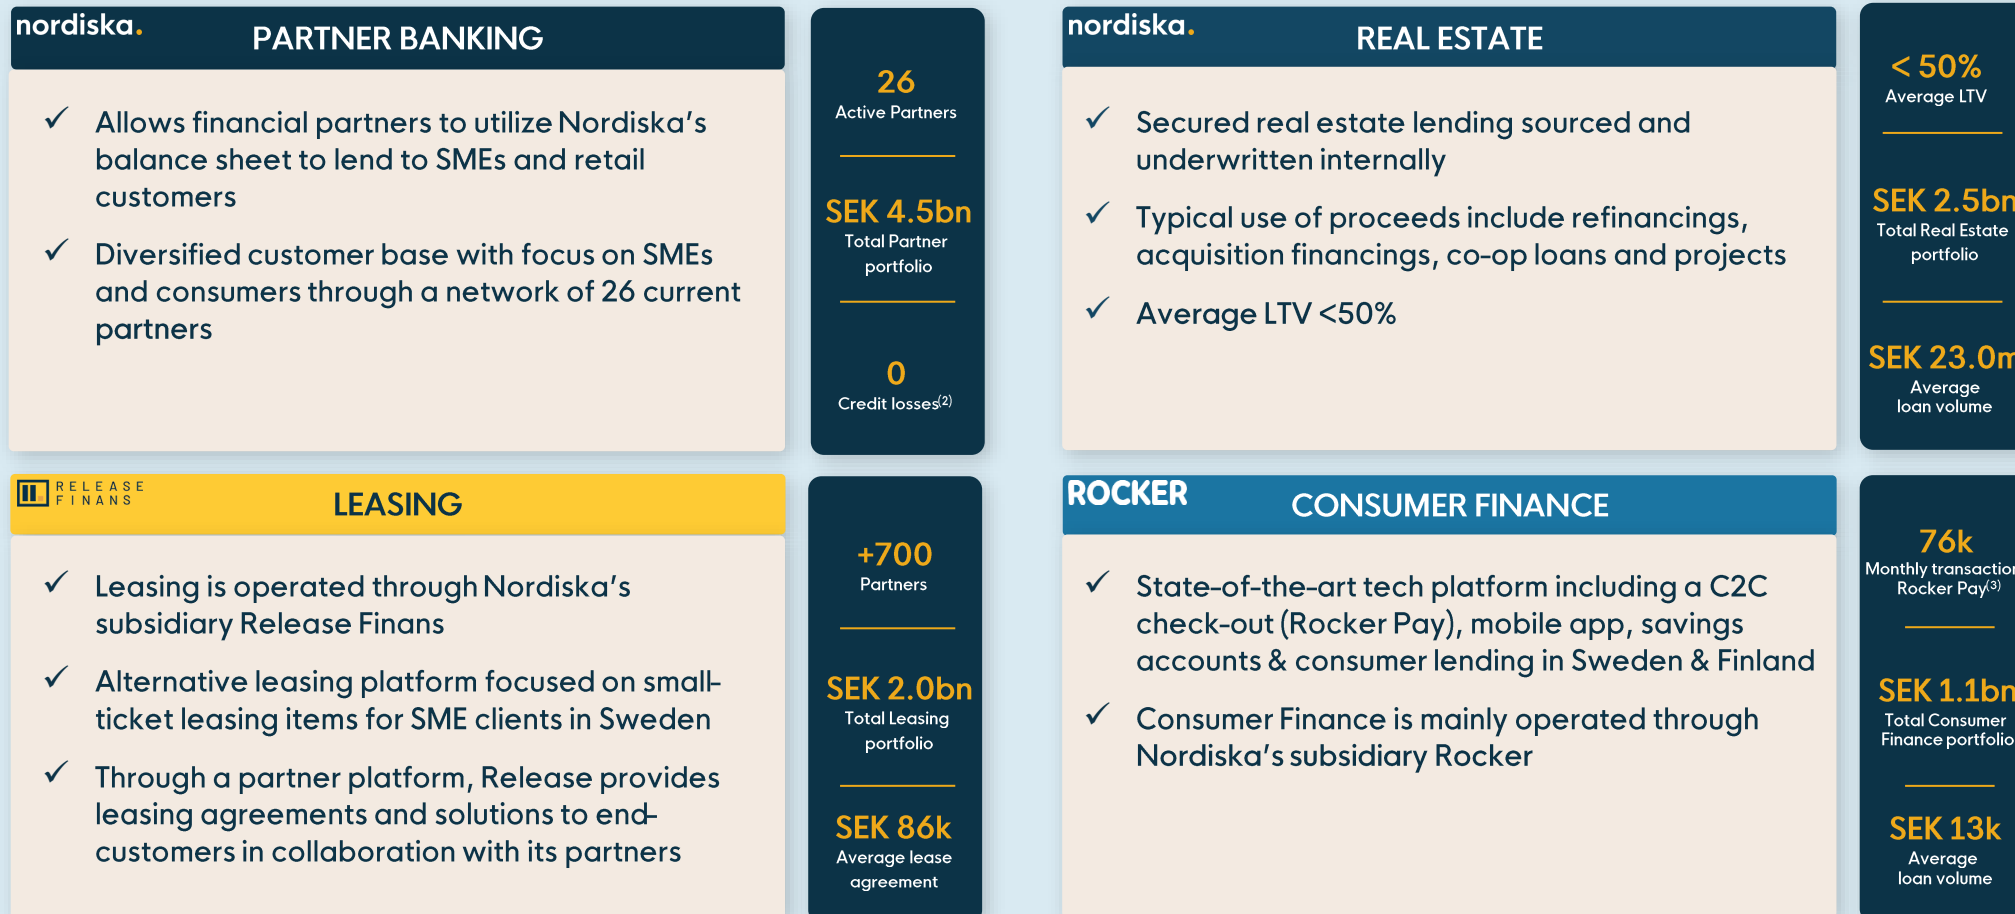 nordiska.
PARTNER BANKING
✓ Allows financial partners to utilize Nordiska's
balance sheet to lend to SMEs and retail
customers
✓ Diversified customer base with focus on SMEs
and consumers through a network of 26 current
partners
26
Active Partners
SEK 4.5bn
Total Partner
portfolio
0
Credit losses(2)
nordiska.
REAL ESTATE
✓ Secured real estate lending sourced and
underwritten internally
✓ Typical use of proceeds include refinancings,
acquisition financings, co-op loans and projects
✓ Average LTV <50%
< 50%
Average LTV
SEK 2.5bn
Total Real Estate
portfolio
SEK 23.0m
Average
loan volume
RELEASE
FINANS
LEASING
✓ Leasing is operated through Nordiska's
subsidiary Release Finans
✓ Alternative leasing platform focused on small-
ticket leasing items for SME clients in Sweden
✓ Through a partner platform, Release provides
leasing agreements and solutions to end-
customers in collaboration with its partners
+700
Partners
SEK 2.0bn
Total Leasing
portfolio
SEK 86k
Average lease
agreement
ROCKER
CONSUMER FINANCE
✓ State-of-the-art tech platform including a C2C
check-out (Rocker Pay), mobile app, savings
accounts & consumer lending in Sweden & Finland
✓ Consumer Finance is mainly operated through
Nordiska's subsidiary Rocker
76k
Monthly transaction
Rocker Pay(3)
SEK 1.1bn
Total Consumer
Finance portfolio
SEK 13k
Average
loan volume